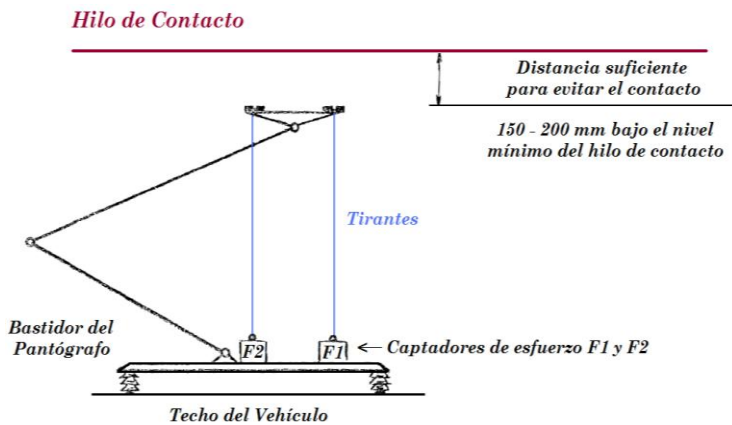 Hilo de Contacto
Distancia suficiente
para evitar el contacto
150 - 200 mm bajo el nivel
mínimo del hilo de contacto
Tirantes
Bastidor del
Pantógrafo
F2
F1
Captadores de esfuerzo F1 y F2
Techo del Vehículo